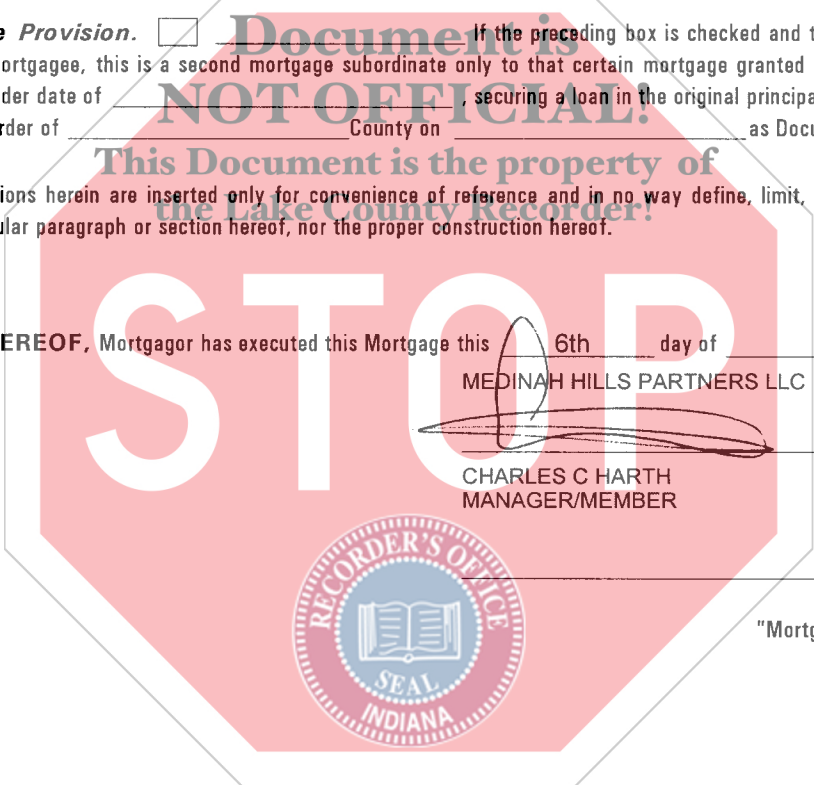 e Provision. If the preceding box is checked and t
ortgagee, this is a second mortgage subordinate only to that certain mortgage granted
der date of , securing a loan in the original principa
rder of County on as Docu
ions herein are inserted only for convenience of reference and in no way define, limit,
ular paragraph or section hereof, nor the proper construction hereof.
Document is
NOT OFFICIAL!
This Document is the property of
the Lake County Recorder!
STOP
EREOF, Mortgagor has executed this Mortgage this 6th day of
MEDINAH HILLS PARTNERS LLC
CHARLES C HARTH
MANAGER/MEMBER
"Mortg
RECORDER'S OFFICE
SEAL
INDIANA